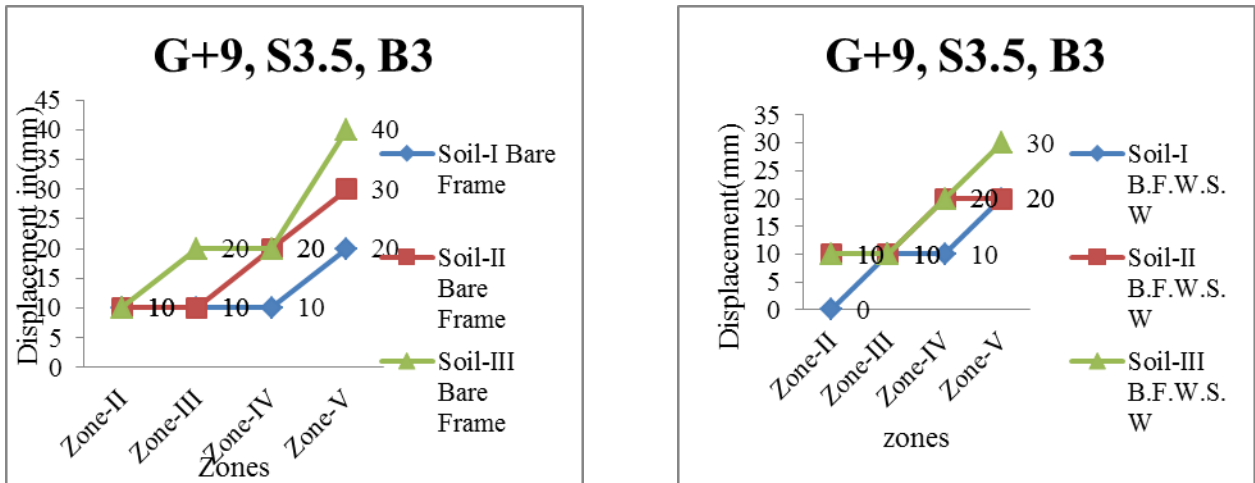 G+9, S3.5, B3
Displacement in(mm)
45
40
35
30
25
20
15
10
5
0
40
30
20
20
20
10
10
10
Zone-II
Zone-III
Zone-IV
Zone-V
Zones
Soil-I Bare
Frame
Soil-II
Bare
Frame
Soil-III
Bare
Frame
G+9, S3.5, B3
Displacement(mm)
35
30
25
20
15
10
5
0
30
20
20
10
10
10
0
Zone-II
Zone-III
Zone-IV
Zone-V
zones
Soil-I
B.F.W.S.
W
Soil-II
B.F.W.S.
W
Soil-III
B.F.W.S.
W